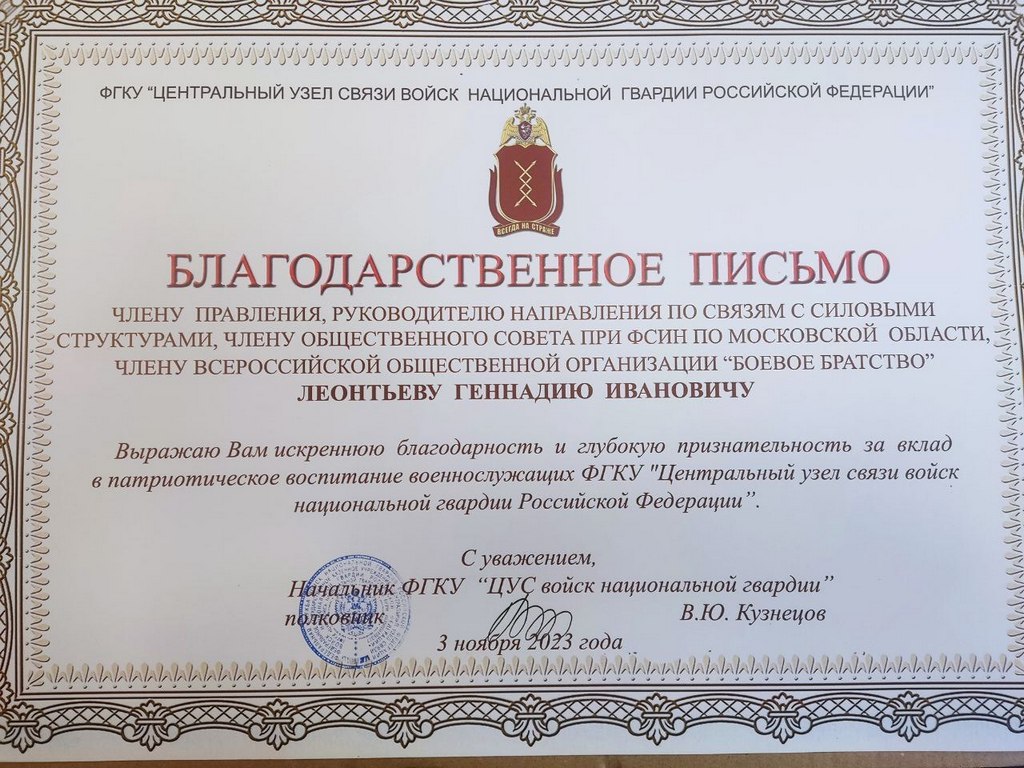 ФГКУ “ЦЕНТРАЛЬНЫЙ УЗЕЛ СВЯЗИ ВОЙСК НАЦИОНАЛЬНОЙ ГВАРДИИ РОССИЙСКОЙ ФЕДЕРАЦИИ”
ВСЕГДА НА СТРАЖЕ
БЛАГОДАРСТВЕННОЕ ПИСЬМО
ЧЛЕНУ ПРАВЛЕНИЯ, РУКОВОДИТЕЛЮ НАПРАВЛЕНИЯ ПО СВЯЗЯМ С СИЛОВЫМИ
СТРУКТУРАМИ, ЧЛЕНУ ОБЩЕСТВЕННОГО СОВЕТА ПРИ ФСИН ПО МОСКОВСКОЙ ОБЛАСТИ,
ЧЛЕНУ ВСЕРОССИЙСКОЙ ОБЩЕСТВЕННОЙ ОРГАНИЗАЦИИ “БОЕВОЕ БРАТСТВО”
ЛЕОНТЬЕВУ ГЕННАДИЮ ИВАНОВИЧУ
Выражаю Вам искреннюю благодарность и глубокую признательность за вклад
в патриотическое воспитание военнослужащих ФГКУ "Центральный узел связи войск
национальной гвардии Российской Федерации”.
С уважением,
Начальник ФГКУ “ЦУС войск национальной гвардии”
полковник В.Ю. Кузнецов
3 ноября 2023 года